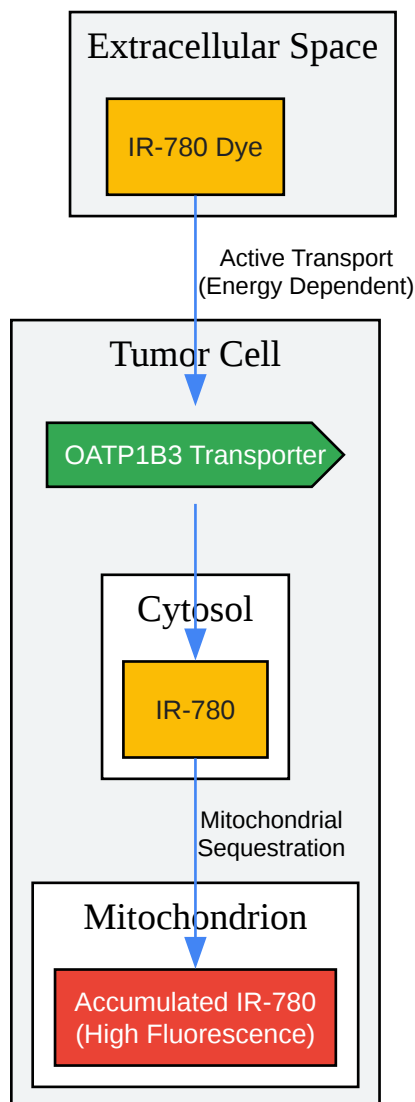 Extracellular Space
IR-780 Dye
Active Transport
(Energy Dependent)
Tumor Cell
OATP1B3 Transporter
Cytosol
IR-780
Mitochondrial
Sequestration
Mitochondrion
Accumulated IR-780
(High Fluorescence)